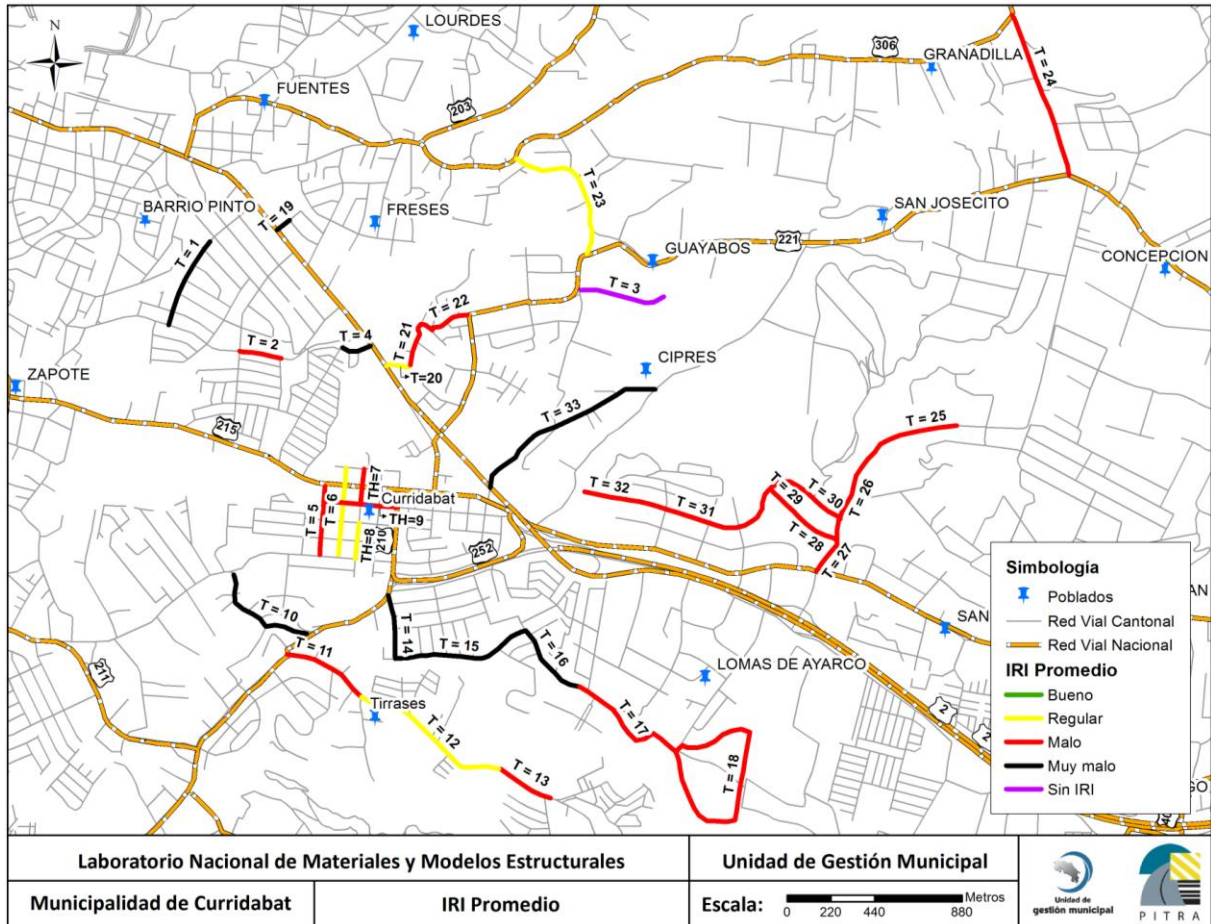 N
LOURDES
306
GRANADILLA
T = 24
FUENTES
203
BARRIO PINTO
T = 19
FRESES
T = 23
SAN JOSECITO
T = 1
GUAYABOS
221
CONCEPCION
T = 3
T = 22
T = 4
T = 21
T = 2
CIPRES
T=20
ZAPOTE
T = 33
T = 25
215
TH=7
T = 32
T = 29
T = 30
T = 26
T = 6
Curridabat
T = 31
T = 5
TH=9
TH=8
210
T = 28
252
T = 27
T = 10
T = 14
T = 15
SAN
AN
T = 11
T = 16
LOMAS DE AYARCO
211
Tirrases
T = 17
2
2
T = 12
T = 18
T = 13
GO
Simbología
Poblados
Red Vial Cantonal
Red Vial Nacional
IRI Promedio
Bueno
Regular
Malo
Muy malo
Sin IRI
Laboratorio Nacional de Materiales y Modelos Estructurales
Unidad de Gestión Municipal
Municipalidad de Curridabat
IRI Promedio
Escala:
Metros
0 220 440 880
Unidad de
gestión municipal
PITRA